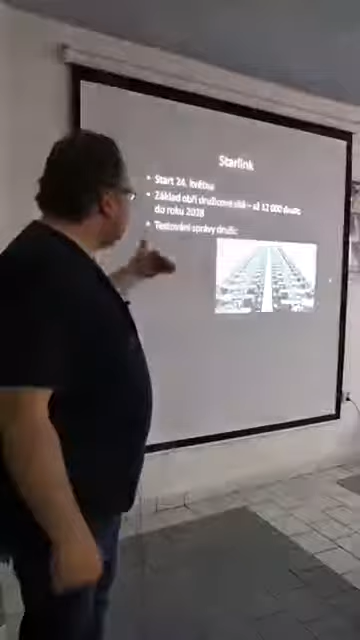 Starlink
• Start 24. května
• Základ obří družicové sítě – až 12 000 družic
do roku 2028
• Testování správy družic